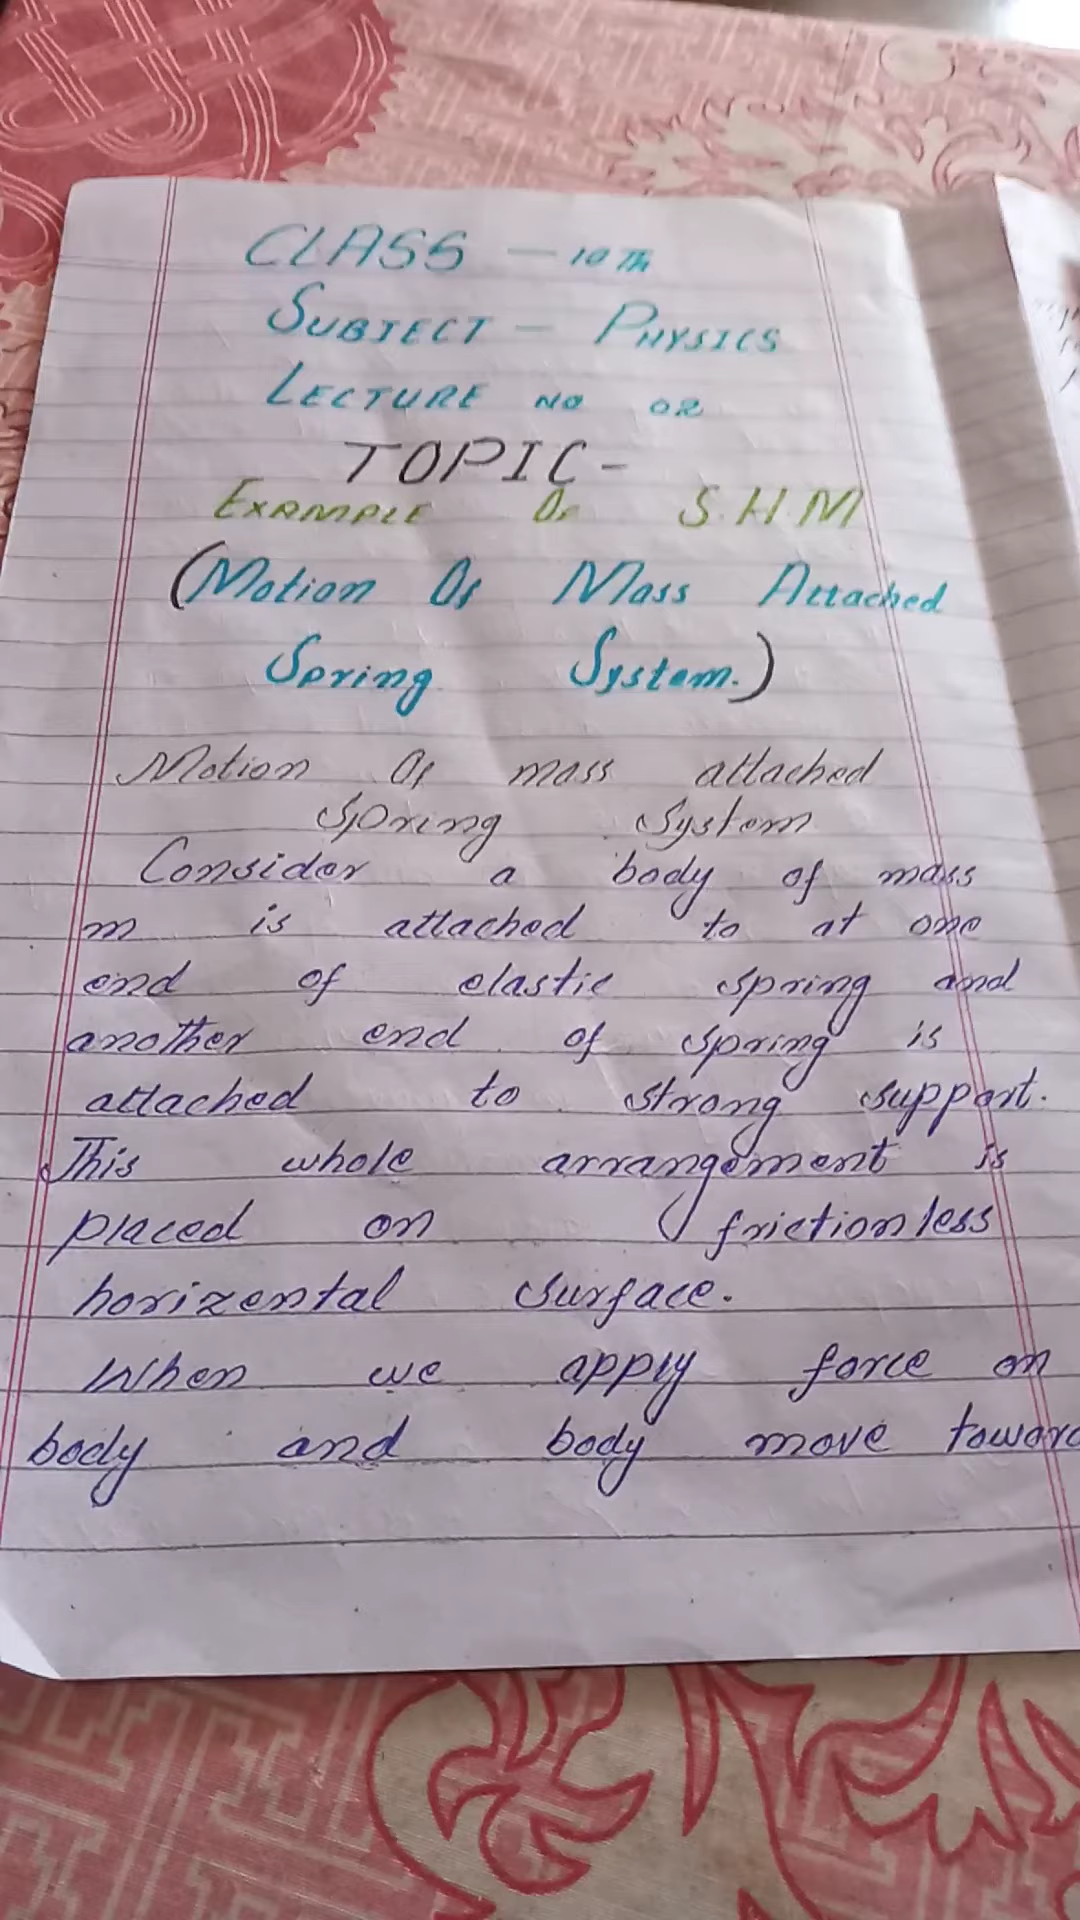 CLASS — 10Th
SUBJECT — PHYSICS
LECTURE NO 02
TOPIC-
EXAMPLE OF S.H.M
(Motion Of Mass Attached
Spring System.)
Motion Of mass attached
Spring System
Consider a body of mass
m is attached to at one
end of elastic spring and
another end of spring is
attached to strong support.
This whole arrangement is
placed on frictionless
horizental surface.
When we apply force on
body and body move toward